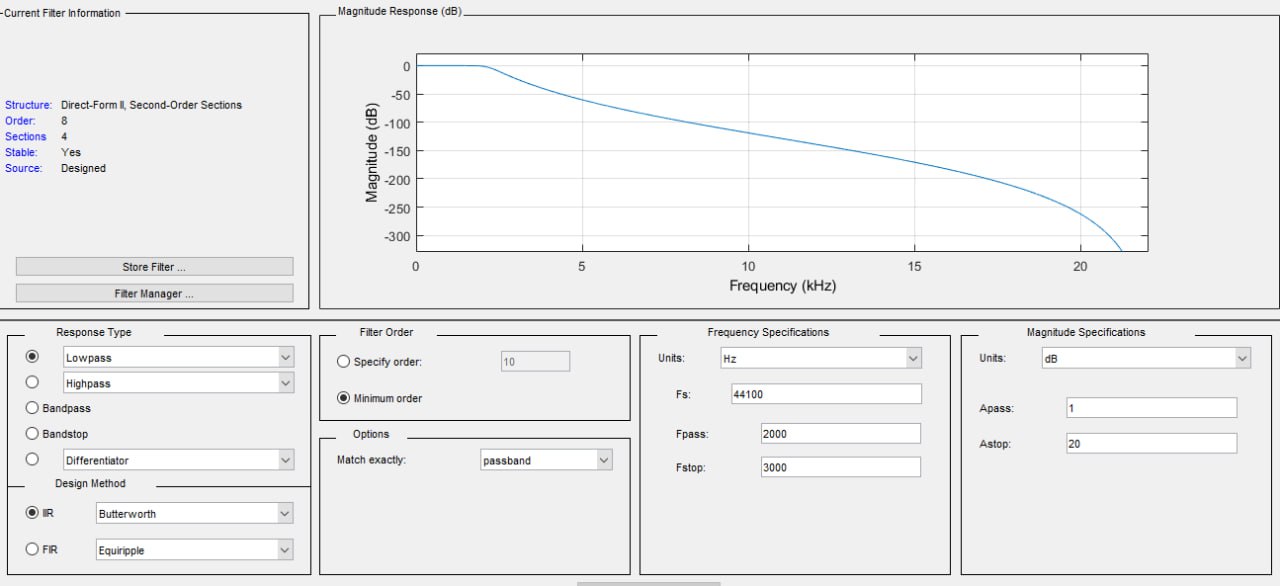 Current Filter Information
Structure: Direct-Form II, Second-Order Sections
Order: 8
Sections 4
Stable: Yes
Source: Designed
Store Filter ...
Filter Manager ...
Magnitude Response (dB)
Magnitude (dB)
0
-50
-100
-150
-200
-250
-300
0 5 10 15 20
Frequency (kHz)
Response Type
Lowpass
Highpass
Bandpass
Bandstop
Differentiator
Design Method
IIR Butterworth
FIR Equiripple
Filter Order
Specify order: 10
Minimum order
Options
Match exactly: passband
Frequency Specifications
Units: Hz
Fs: 44100
Fpass: 2000
Fstop: 3000
Magnitude Specifications
Units: dB
Apass: 1
Astop: 20